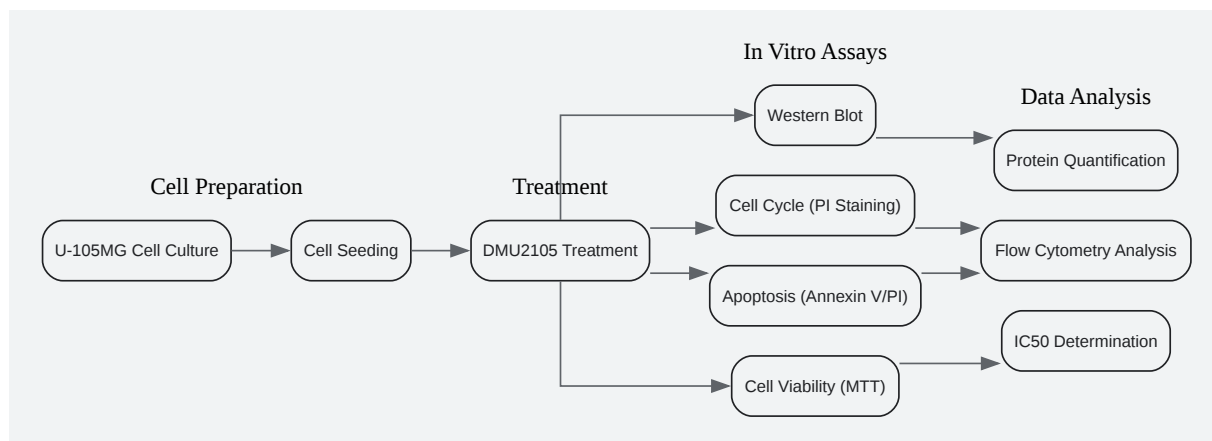 In Vitro Assays
Data Analysis
Western Blot
Protein Quantification
Cell Preparation
Treatment
Cell Cycle (PI Staining)
U-105MG Cell Culture
Cell Seeding
DMU2105 Treatment
Flow Cytometry Analysis
Apoptosis (Annexin V/PI)
IC50 Determination
Cell Viability (MTT)